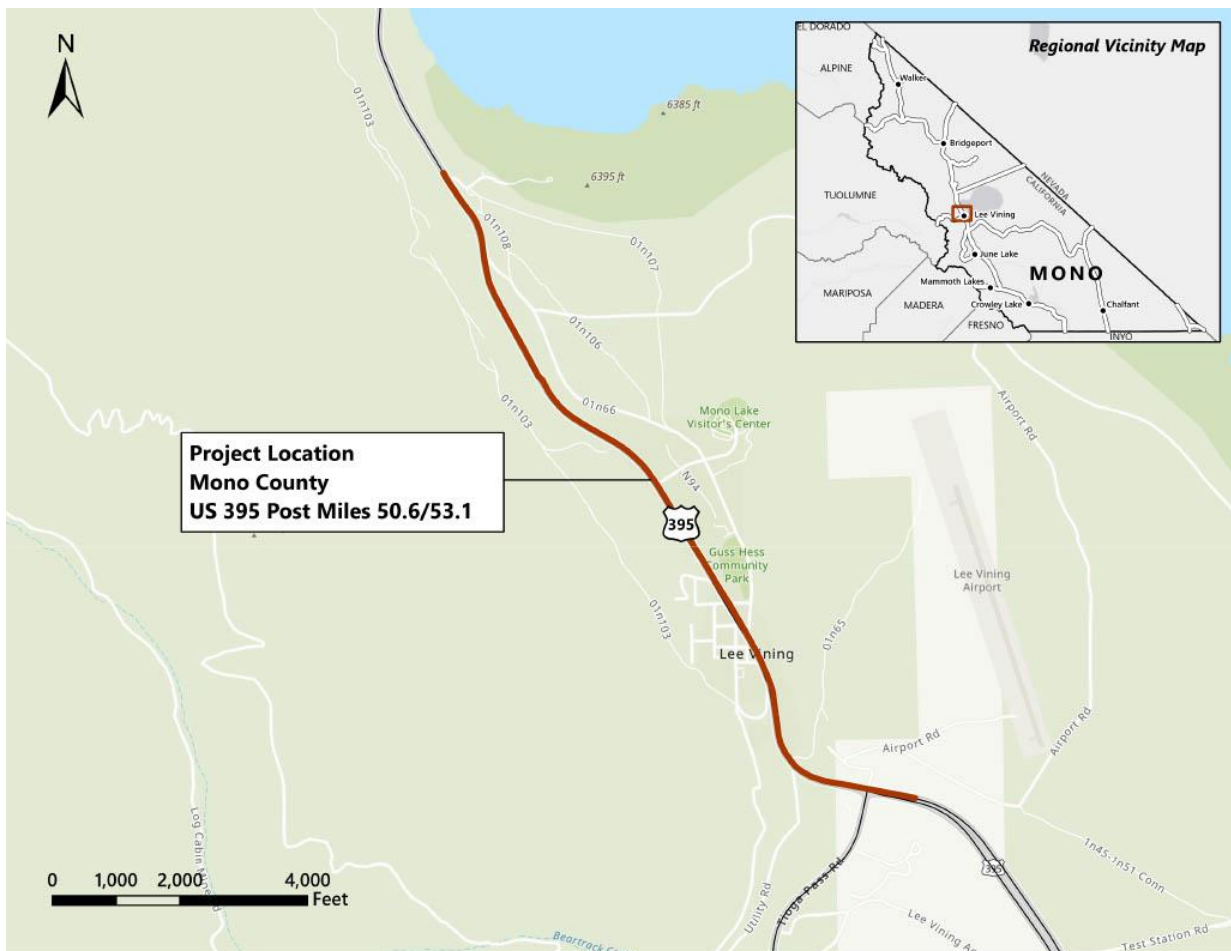 N
EL DORADO
Regional Vicinity Map
ALPINE
Walker
Bridgeport
TUOLUMNE
NEVADA
CALIFORNIA
Lee Vining
June Lake
MONO
Mammoth Lakes
MARIPOSA
MADERA
Crowley Lake
Chalfant
FRESNO
INYO
6385 ft
01n103
6395 ft
01n108
01n107
01n106
Airport Rd
01n66
01n103
Mono Lake
Visitor's Center
Project Location
Mono County
US 395 Post Miles 50.6/53.1
N94
395
Guss Hess
Community
Park
Lee Vining
Airport
01n103
01n65
Lee Vining
Airport Rd
Airport Rd
Log Cabin Mine Rd
1n45-1n51 Conn
0 1,000 2,000 4,000
Feet
395
Utility Rd
Tioga Pass Rd
Lee Vining
Beartrack
Test Station Rd